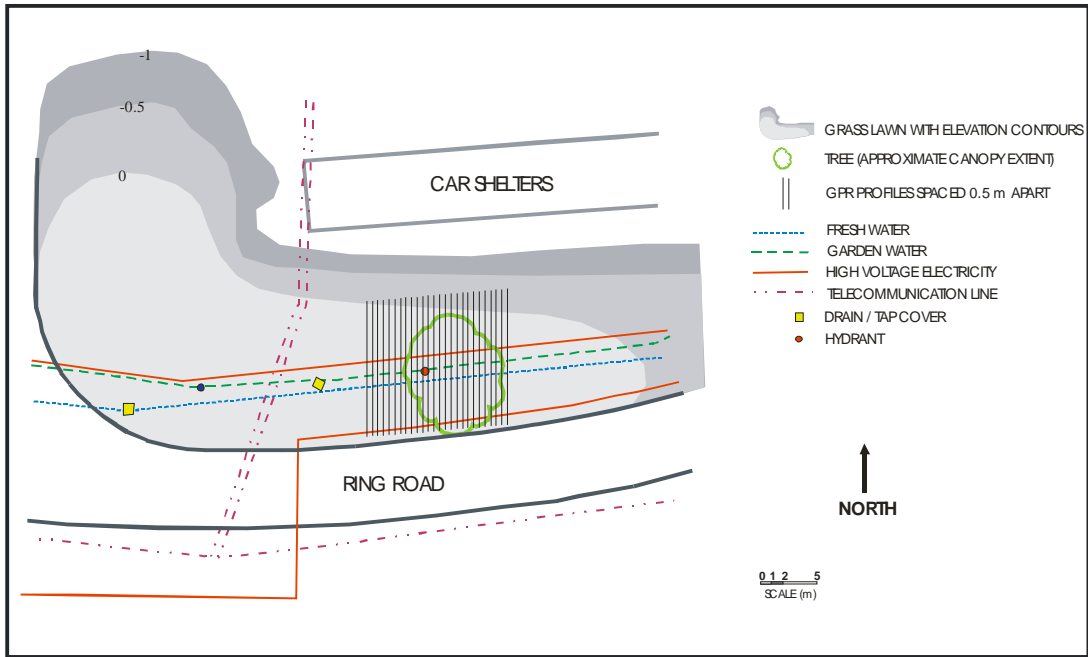 -1
-0.5
0
CAR SHELTERS
RING ROAD
GRASS LAWN WITH ELEVATION CONTOURS
TREE (APPROXIMATE CANOPY EXTENT)
GPR PROFILES SPACED 0.5 m APART
FRESH WATER
GARDEN WATER
HIGH VOLTAGE ELECTRICITY
TELECOMMUNICATION LINE
DRAIN / TAP COVER
HYDRANT
NORTH
0 1 2 5
SCALE (m)